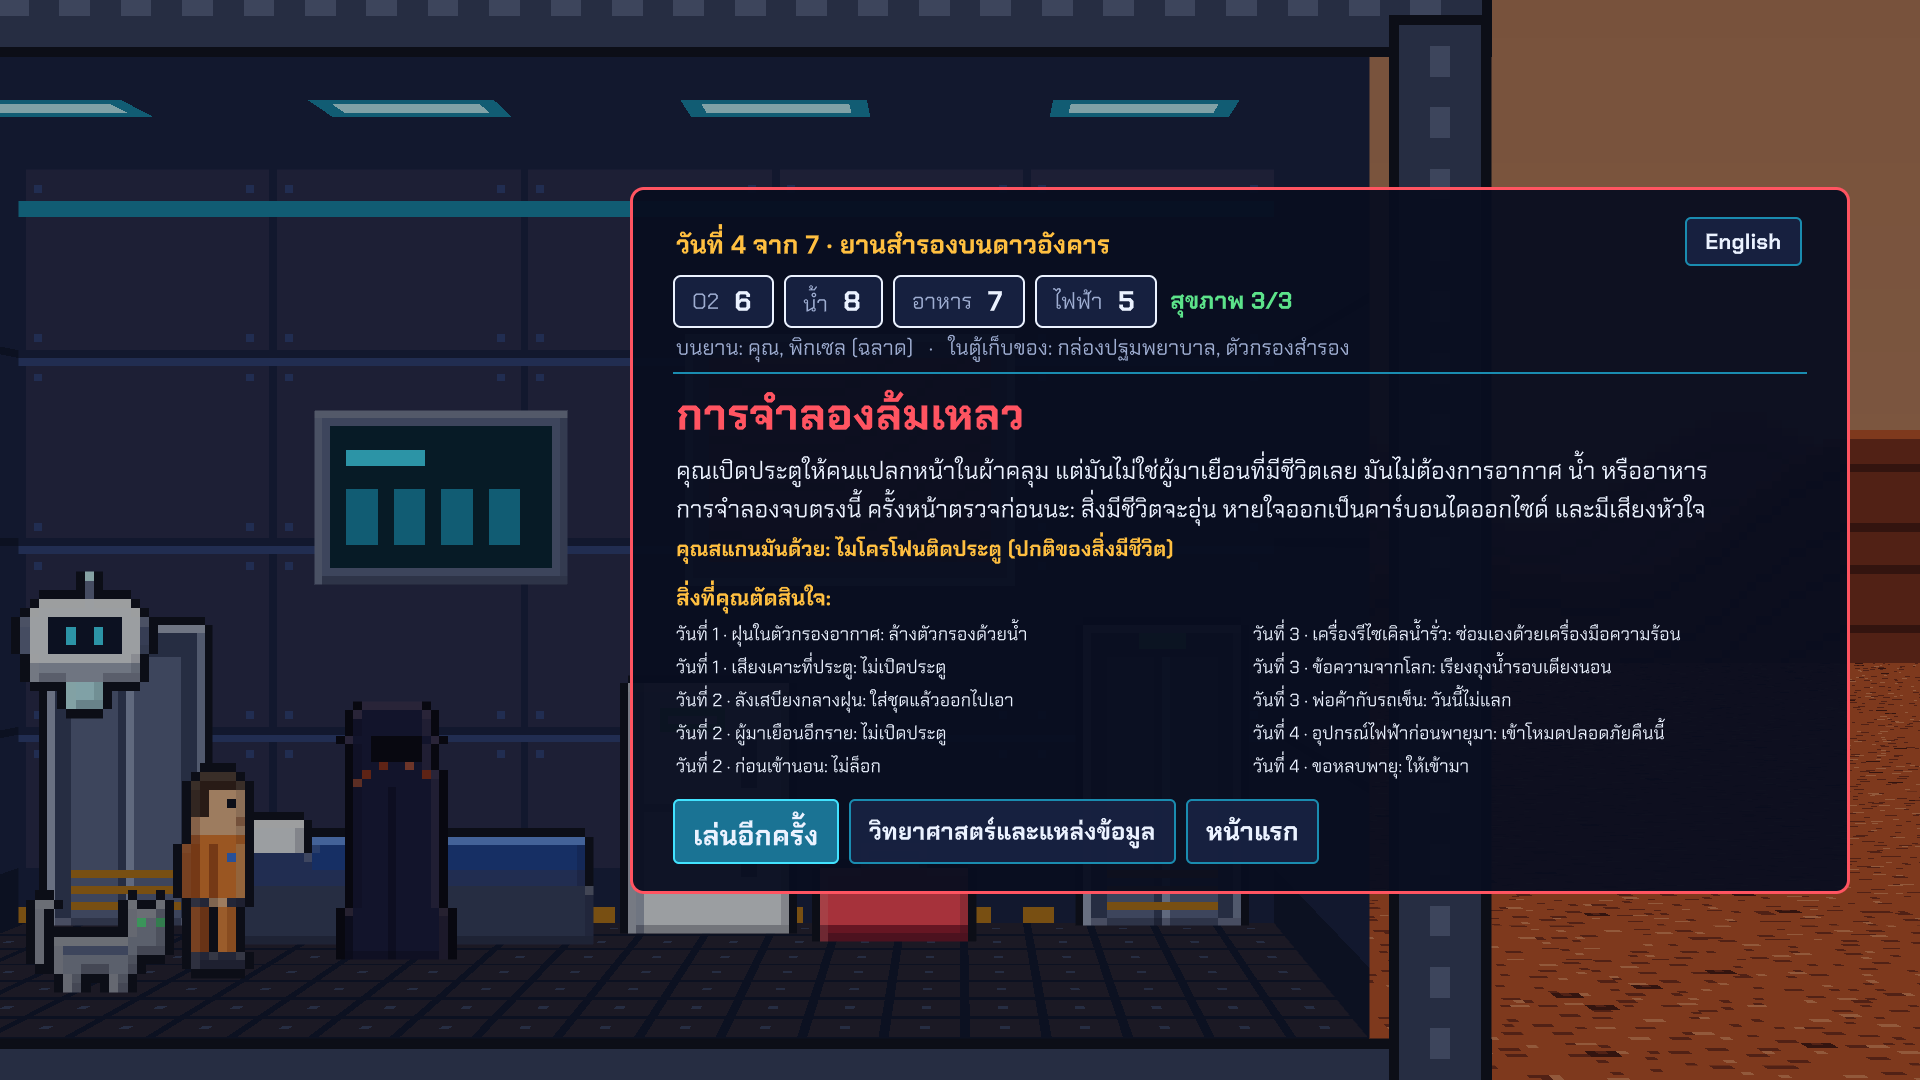 วันที่ 4 จาก 7 · ยานสำรองบนดาวอังคาร
English
O2 6 น้ำ 8 อาหาร 7 ไฟฟ้า 5 สุขภาพ 3/3
บนยาน: คุณ, พิกเซล (ฉลาด) · ในตู้เก็บของ: กล่องปฐมพยาบาล, ตัวกรองสำรอง
การจำลองล้มเหลว
คุณเปิดประตูให้คนแปลกหน้าในผ้าคลุม แต่มันไม่ใช่ผู้มาเยือนที่มีชีวิตเลย มันไม่ต้องการอากาศ น้ำ หรืออาหาร
การจำลองจบตรงนี้ ครั้งหน้าตรวจก่อนนะ: สิ่งมีชีวิตจะอุ่น หายใจออกเป็นคาร์บอนไดออกไซด์ และมีเสียงหัวใจ
คุณสแกนมันด้วย: ไมโครโฟนติดประตู (ปกติของสิ่งมีชีวิต)
สิ่งที่คุณตัดสินใจ:
วันที่ 1 · ฝุ่นในตัวกรองอากาศ: ล้างตัวกรองด้วยน้ำ
วันที่ 1 · เสียงเคาะที่ประตู: ไม่เปิดประตู
วันที่ 2 · ลังเสบียงกลางฝุ่น: ใส่ชุดแล้วออกไปเอา
วันที่ 2 · ผู้มาเยือนอีกราย: ไม่เปิดประตู
วันที่ 2 · ก่อนเข้านอน: ไม่ล็อก
วันที่ 3 · เครื่องรีไซเคิลน้ำรั่ว: ซ่อมเองด้วยเครื่องมือความร้อน
วันที่ 3 · ข้อความจากโลก: เรียงถุงน้ำรอบเตียงนอน
วันที่ 3 · พ่อค้ากับรถเข็น: วันนี้ไม่แลก
วันที่ 4 · อุปกรณ์ไฟฟ้าก่อนพายุมา: เข้าโหมดปลอดภัยคืนนี้
วันที่ 4 · ขอหลบพายุ: ให้เข้ามา
เล่นอีกครั้ง
วิทยาศาสตร์และแหล่งข้อมูล
หน้าแรก